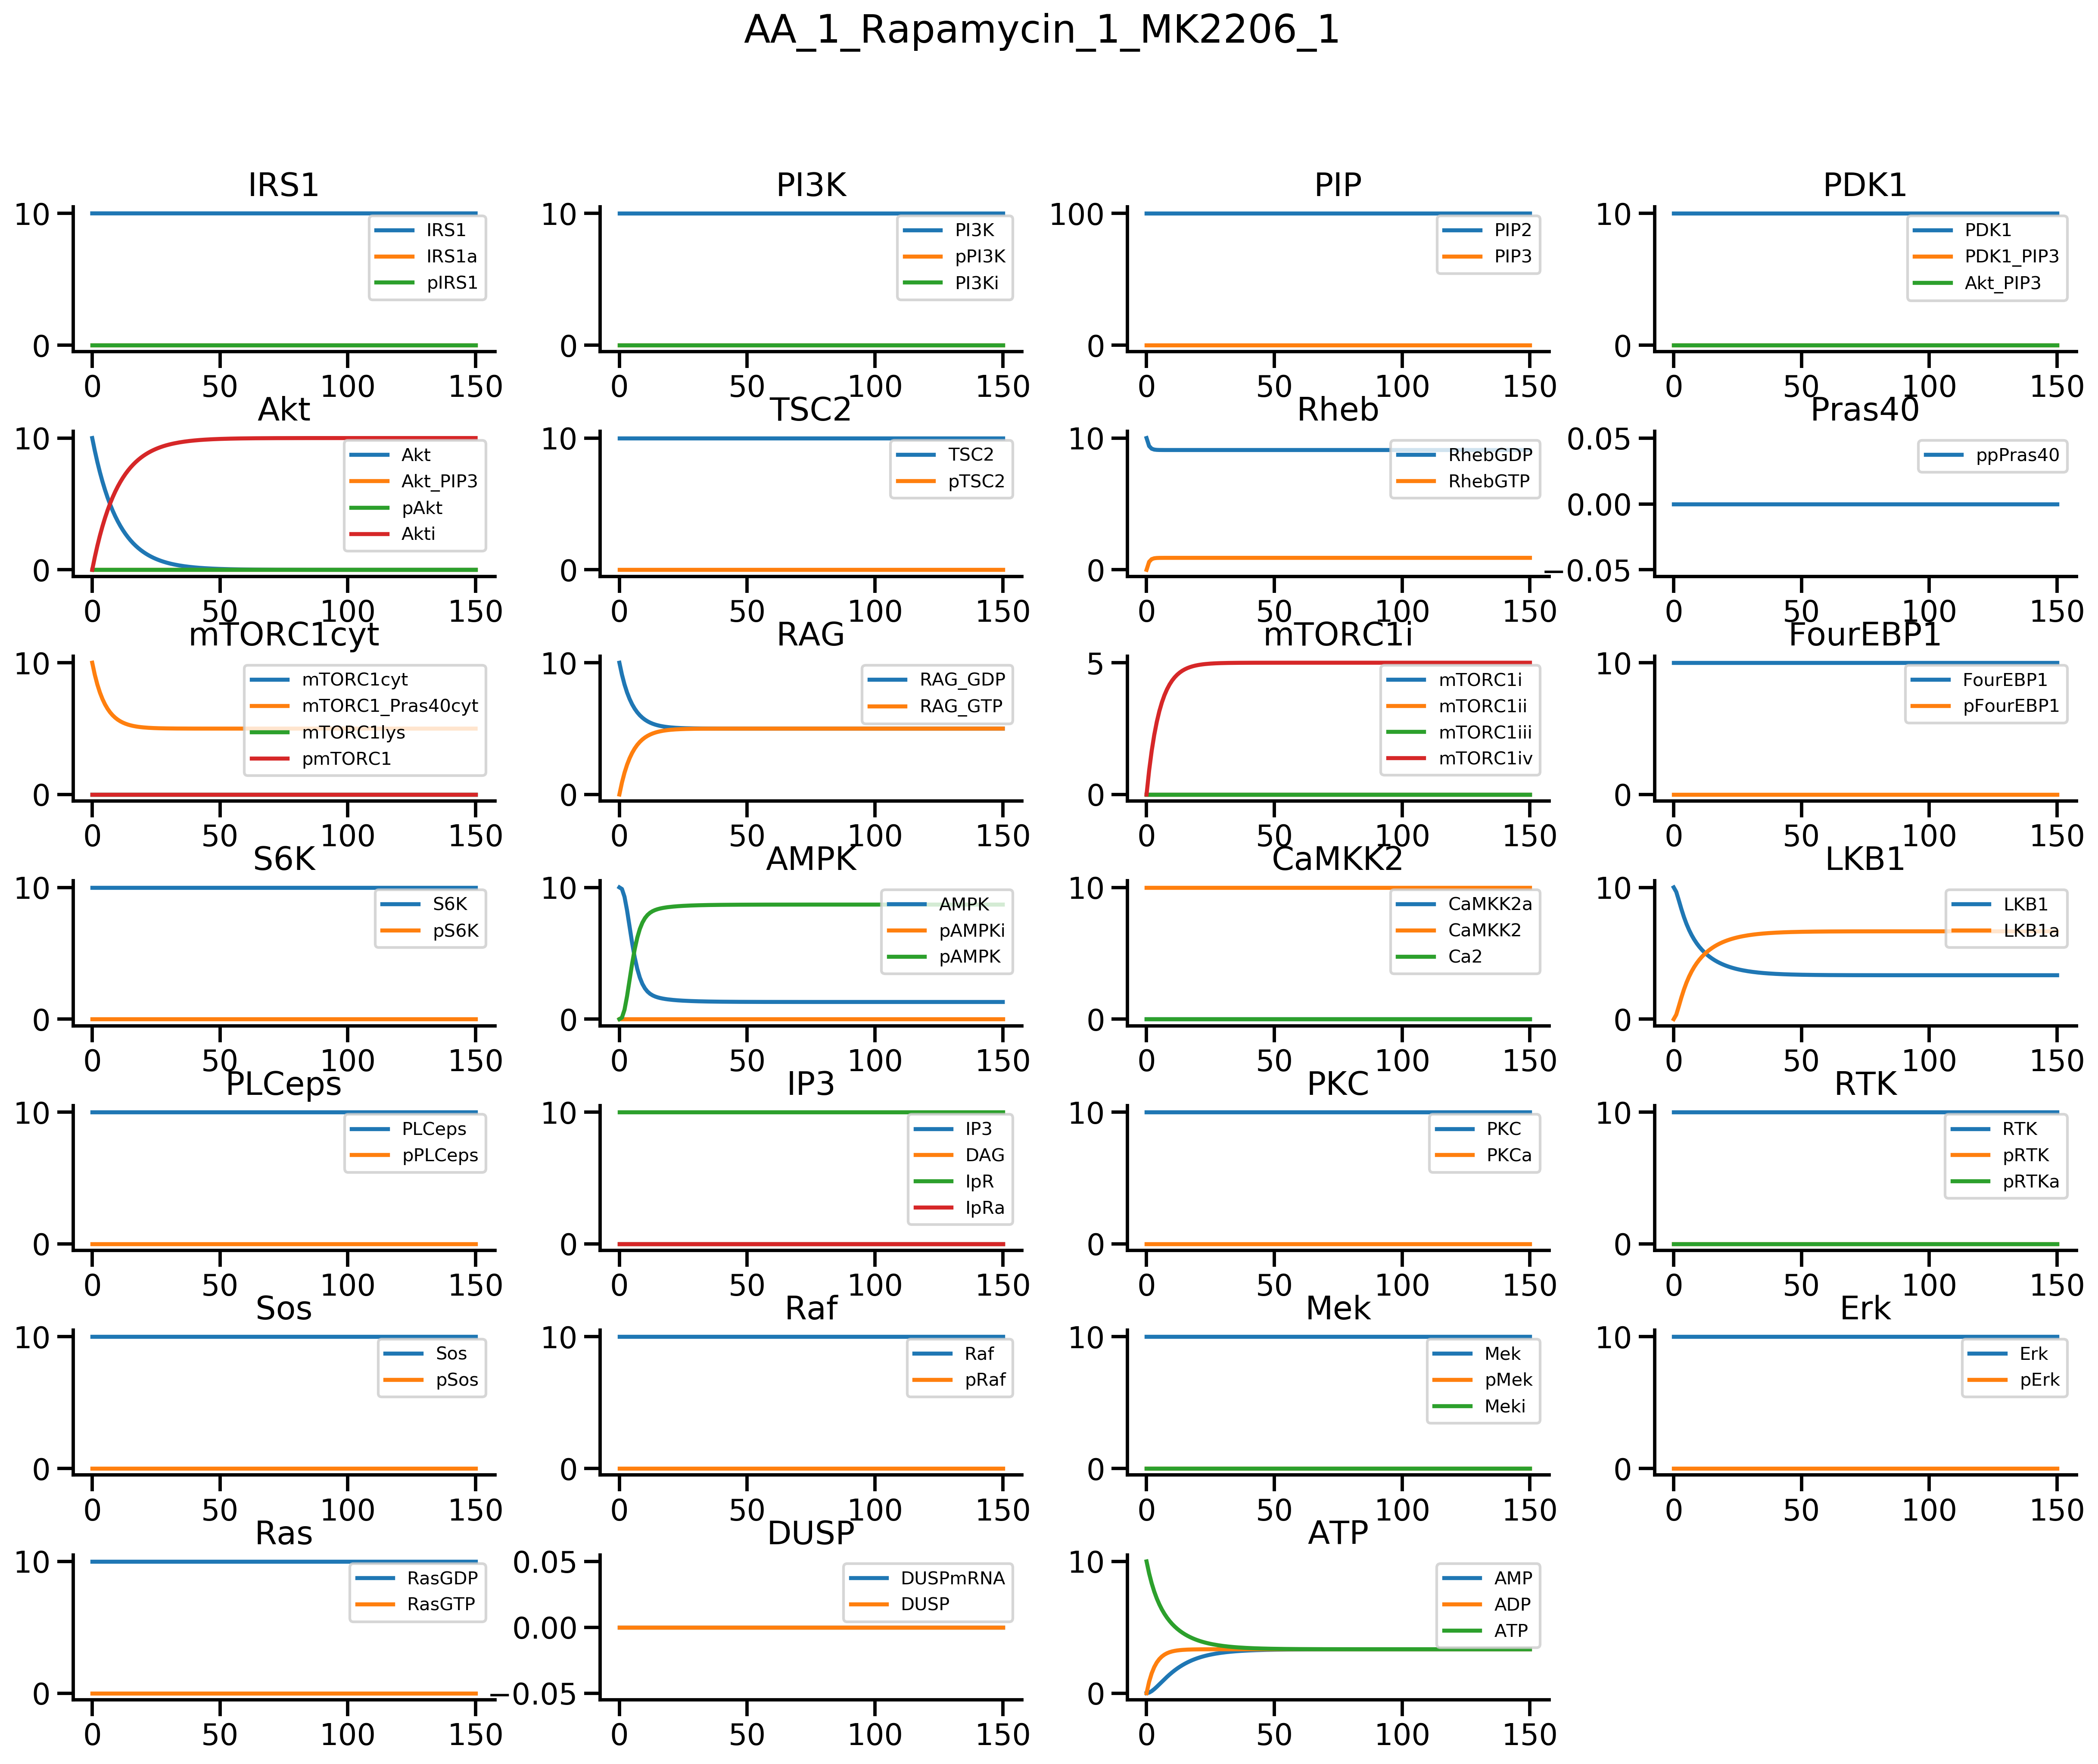 AA_1_Rapamycin_1_MK2206_1
IRS1
10
0
0 50 100 150
IRS1
IRS1a
pIRS1
PI3K
10
0
0 50 100 150
PI3K
pPI3K
PI3Ki
PIP
100
0
0 50 100 150
PIP2
PIP3
PDK1
10
0
0 50 100 150
PDK1
PDK1_PIP3
Akt_PIP3
Akt
10
0
0 50 100 150
Akt
Akt_PIP3
pAkt
Akti
TSC2
10
0
0 50 100 150
TSC2
pTSC2
Rheb
10
0
0 50 100 150
RhebGDP
RhebGTP
Pras40
0.05
0.00
−0.05
0 50 100 150
ppPras40
mTORC1cyt
10
0
0 50 100 150
mTORC1cyt
mTORC1_Pras40cyt
mTORC1lys
pmTORC1
RAG
10
0
0 50 100 150
RAG_GDP
RAG_GTP
mTORC1i
5
0
0 50 100 150
mTORC1i
mTORC1ii
mTORC1iii
mTORC1iv
FourEBP1
10
0
0 50 100 150
FourEBP1
pFourEBP1
S6K
10
0
0 50 100 150
S6K
pS6K
AMPK
10
0
0 50 100 150
AMPK
pAMPKi
pAMPK
CaMKK2
10
0
0 50 100 150
CaMKK2a
CaMKK2
Ca2
LKB1
10
0
0 50 100 150
LKB1
LKB1a
PLCeps
10
0
0 50 100 150
PLCeps
pPLCeps
IP3
10
0
0 50 100 150
IP3
DAG
IpR
IpRa
PKC
10
0
0 50 100 150
PKC
PKCa
RTK
10
0
0 50 100 150
RTK
pRTK
pRTKa
Sos
10
0
0 50 100 150
Sos
pSos
Raf
10
0
0 50 100 150
Raf
pRaf
Mek
10
0
0 50 100 150
Mek
pMek
Meki
Erk
10
0
0 50 100 150
Erk
pErk
Ras
10
0
0 50 100 150
RasGDP
RasGTP
DUSP
0.05
0.00
−0.05
0 50 100 150
DUSPmRNA
DUSP
ATP
10
0
0 50 100 150
AMP
ADP
ATP